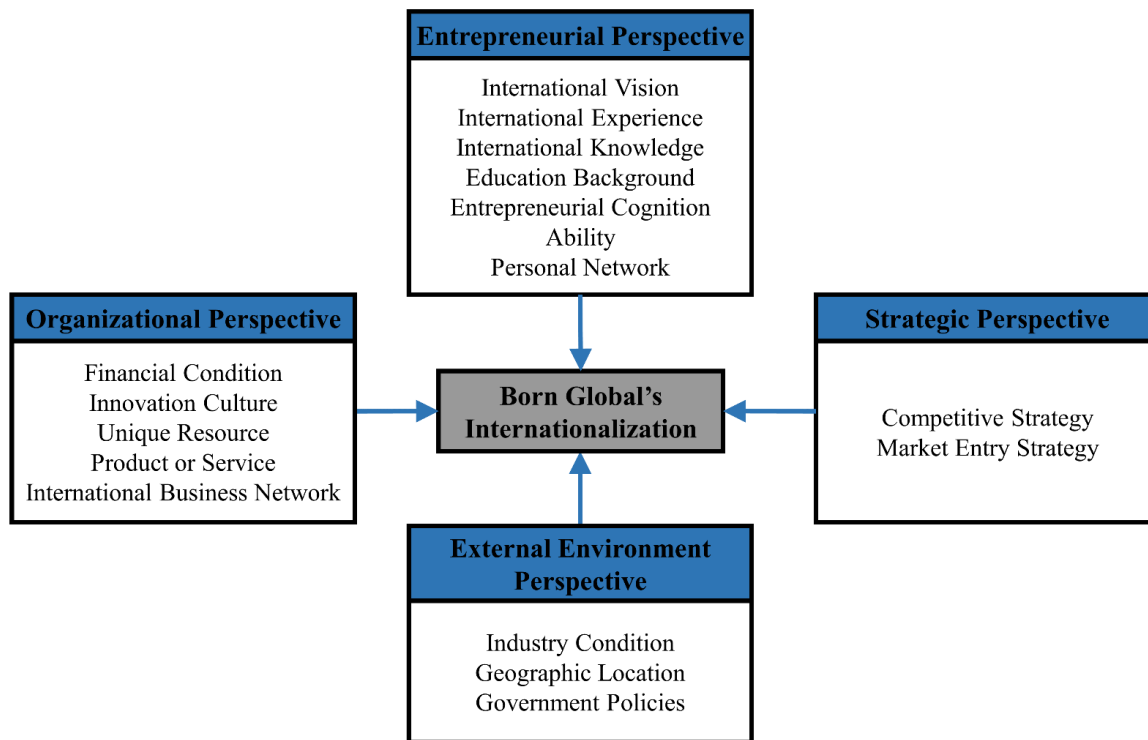 Entrepreneurial Perspective
International Vision
International Experience
International Knowledge
Education Background
Entrepreneurial Cognition
Ability
Personal Network
Organizational Perspective
Financial Condition
Innovation Culture
Unique Resource
Product or Service
International Business Network
Born Global’s
Internationalization
Strategic Perspective
Competitive Strategy
Market Entry Strategy
External Environment
Perspective
Industry Condition
Geographic Location
Government Policies